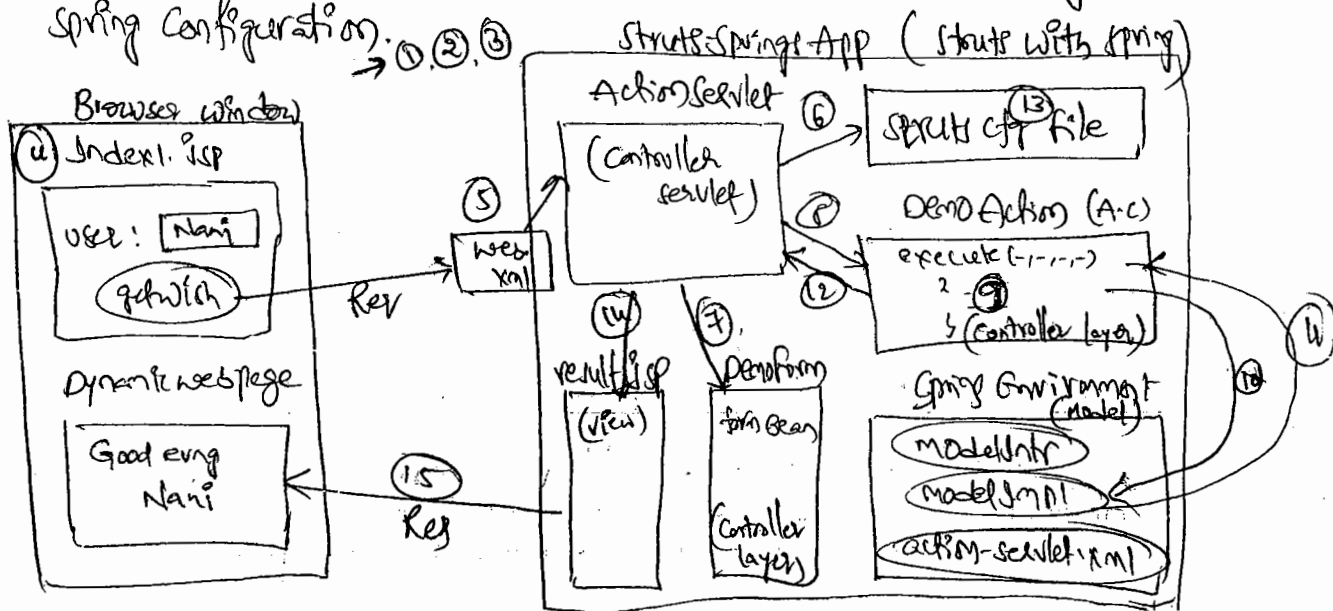 Spring Configuration.
→ ①, ②, ③
Struts-Springs App (Struts with Spring)
Browser window
④ Index1.jsp
User: Nani
getwish
Req
⑤
web
xml
ActionServlet
(Controller
servlet)
⑥
⑬
struts cfg file
⑧
⑫
DemoAction (A.C)
execute (-,-,-,-)
{ ⑨
} (Controller layer)
⑩
11
⑭
⑦
result.jsp
(view)
DemoForm
form Bean
(Controller
layer)
Spring Environment
(Model)
ModelIntr
ModelImpl
action-servlet.xml
Dynamic webpage
Good evng
Nani
⑮
Res